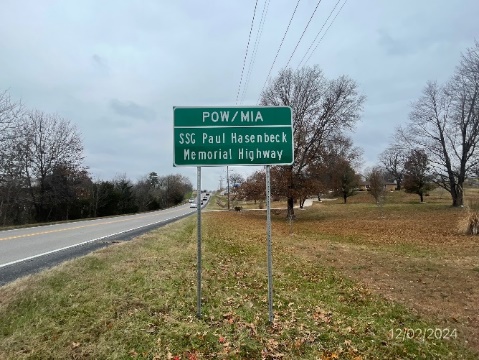 POW/MIA
SSG Paul Hasenbeck
Memorial Highway
12/02/2024